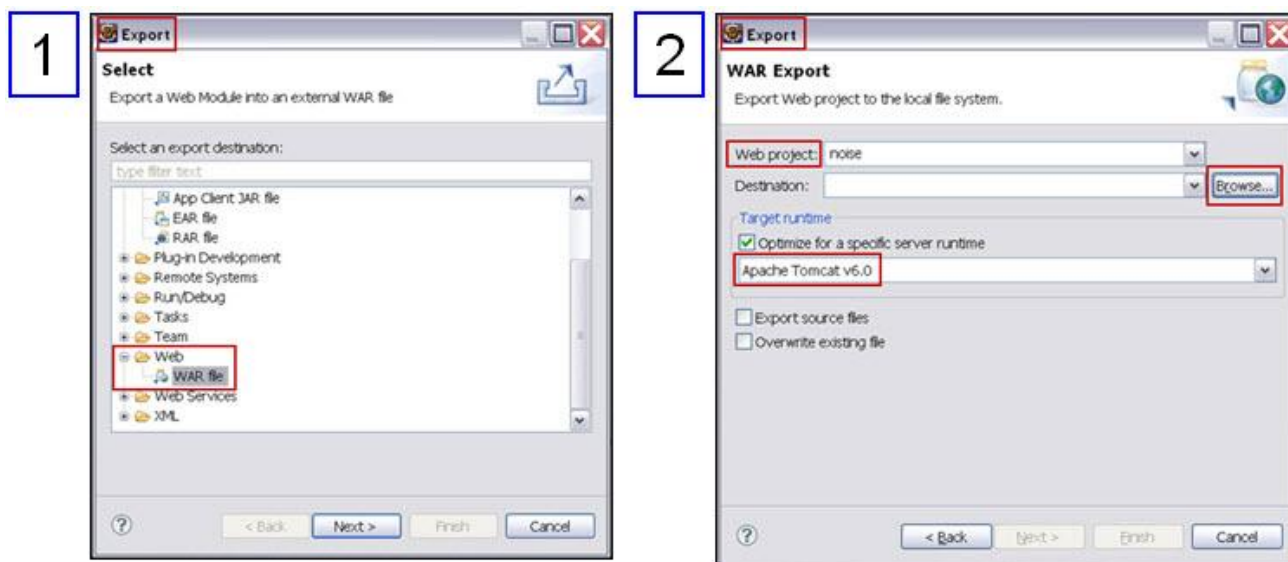 1
Export
Select
Export a Web Module into an external WAR file
Select an export destination:
type filter text
App Client JAR file
EAR file
RAR file
Plug-in Development
Remote Systems
Run/Debug
Tasks
Team
Web
WAR file
Web Services
XML
?
< Back Next > Finish Cancel
2
Export
WAR Export
Export Web project to the local file system.
Web project: noise
Destination: Browse...
Target runtime
Optimize for a specific server runtime
Apache Tomcat v6.0
Export source files
Overwrite existing file
?
< Back Next > Finish Cancel